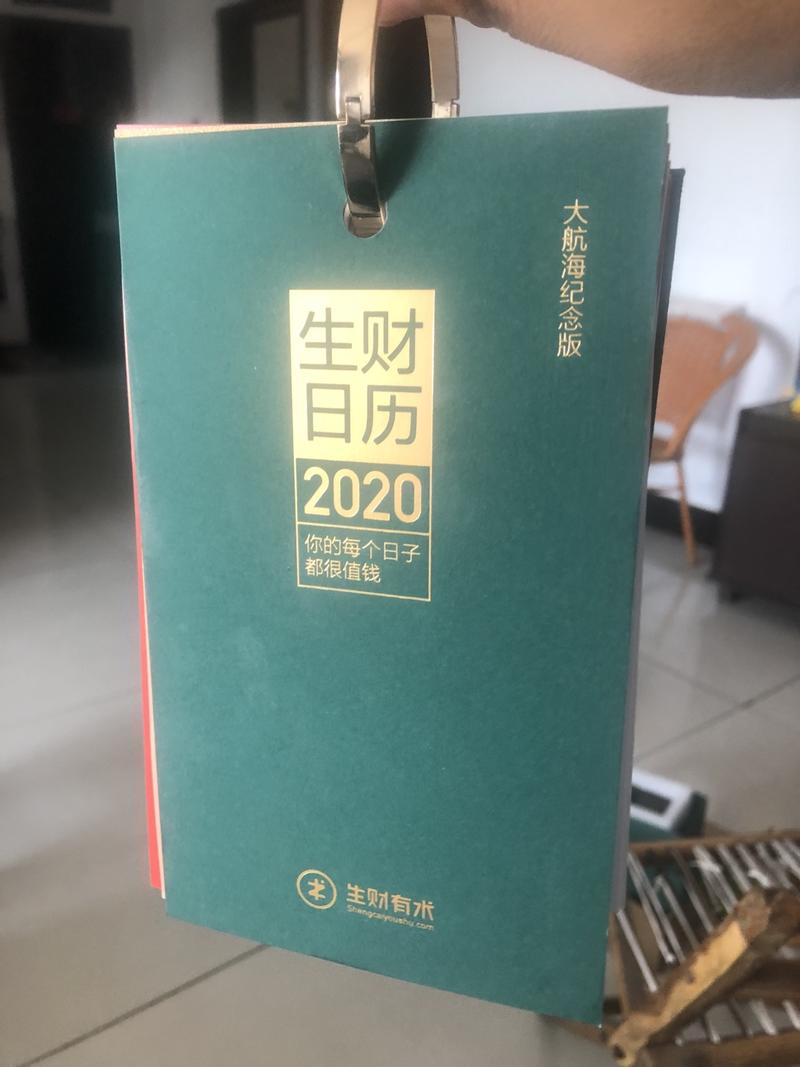 大航海纪念版
生财
日历
2020
你的每个日子
都很值钱
生财有术
Shengcaiyoushu.com